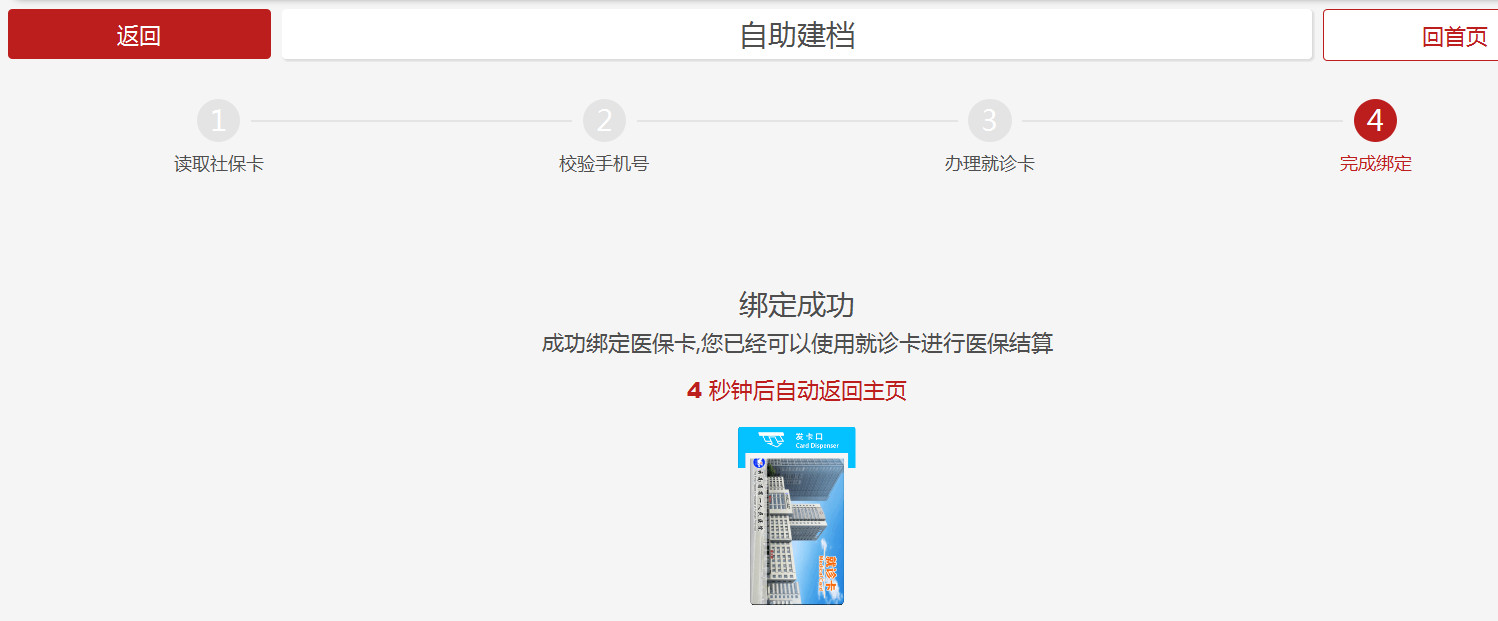 返回
自助建档
回首页
1
2
3
4
读取社保卡
校验手机号
办理就诊卡
完成绑定
绑定成功
成功绑定医保卡,您已经可以使用就诊卡进行医保结算
4 秒钟后自动返回主页
发卡口
Card Dispenser
就诊卡